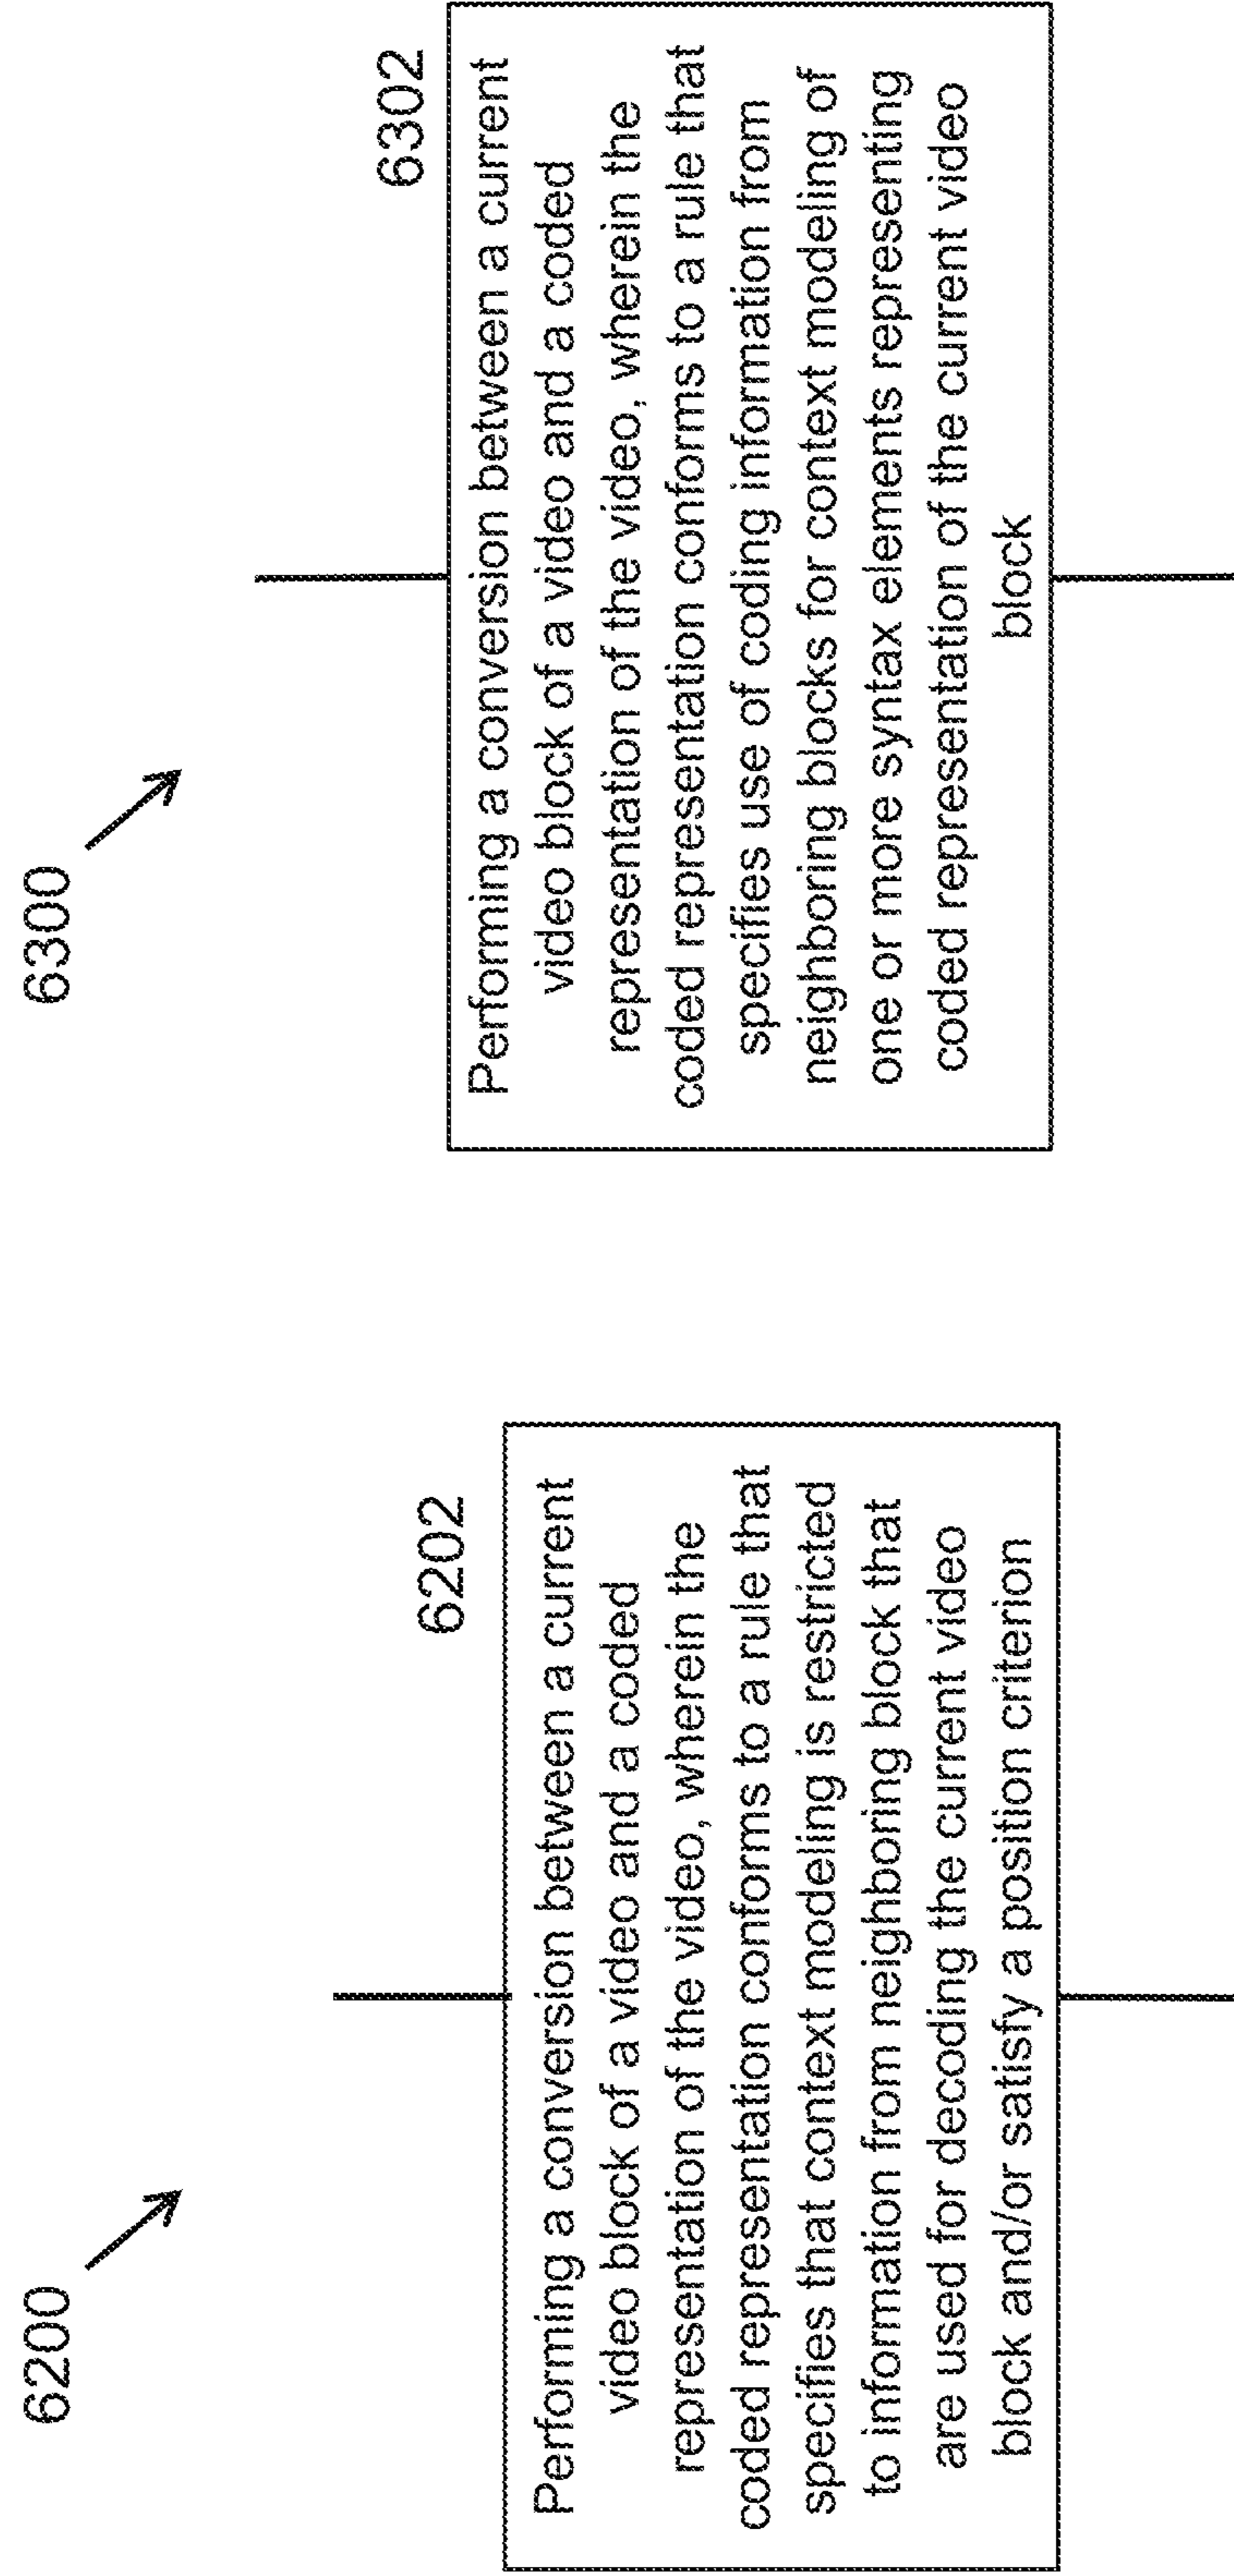 6200
6202
Performing a conversion between a current
video block of a video and a coded
representation of the video, wherein the
coded representation conforms to a rule that
specifies that context modeling is restricted
to information from neighboring block that
are used for decoding the current video
block and/or satisfy a position criterion
6300
6302
Performing a conversion between a current
video block of a video and a coded
representation of the video, wherein the
coded representation conforms to a rule that
specifies use of coding information from
neighboring blocks for context modeling of
one or more syntax elements representing
coded representation of the current video
block